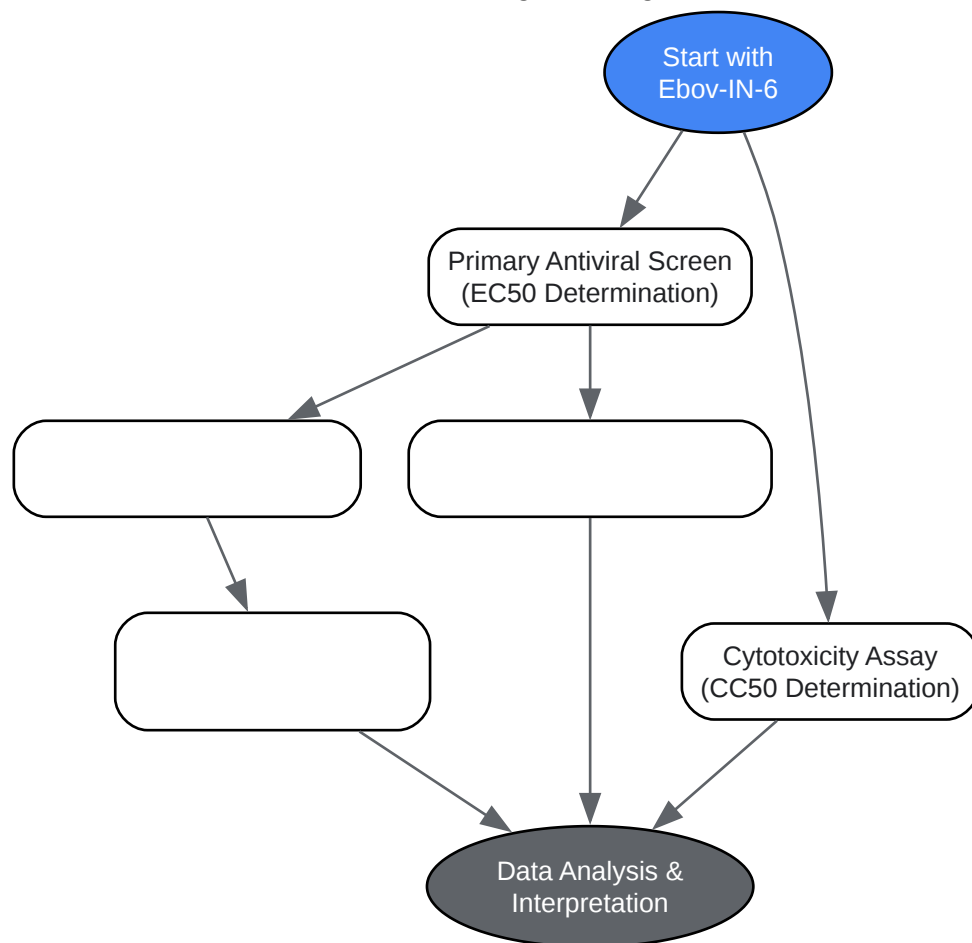 Start with
Ebov-IN-6
Primary Antiviral Screen
(EC50 Determination)
Cytotoxicity Assay
(CC50 Determination)
Data Analysis &
Interpretation